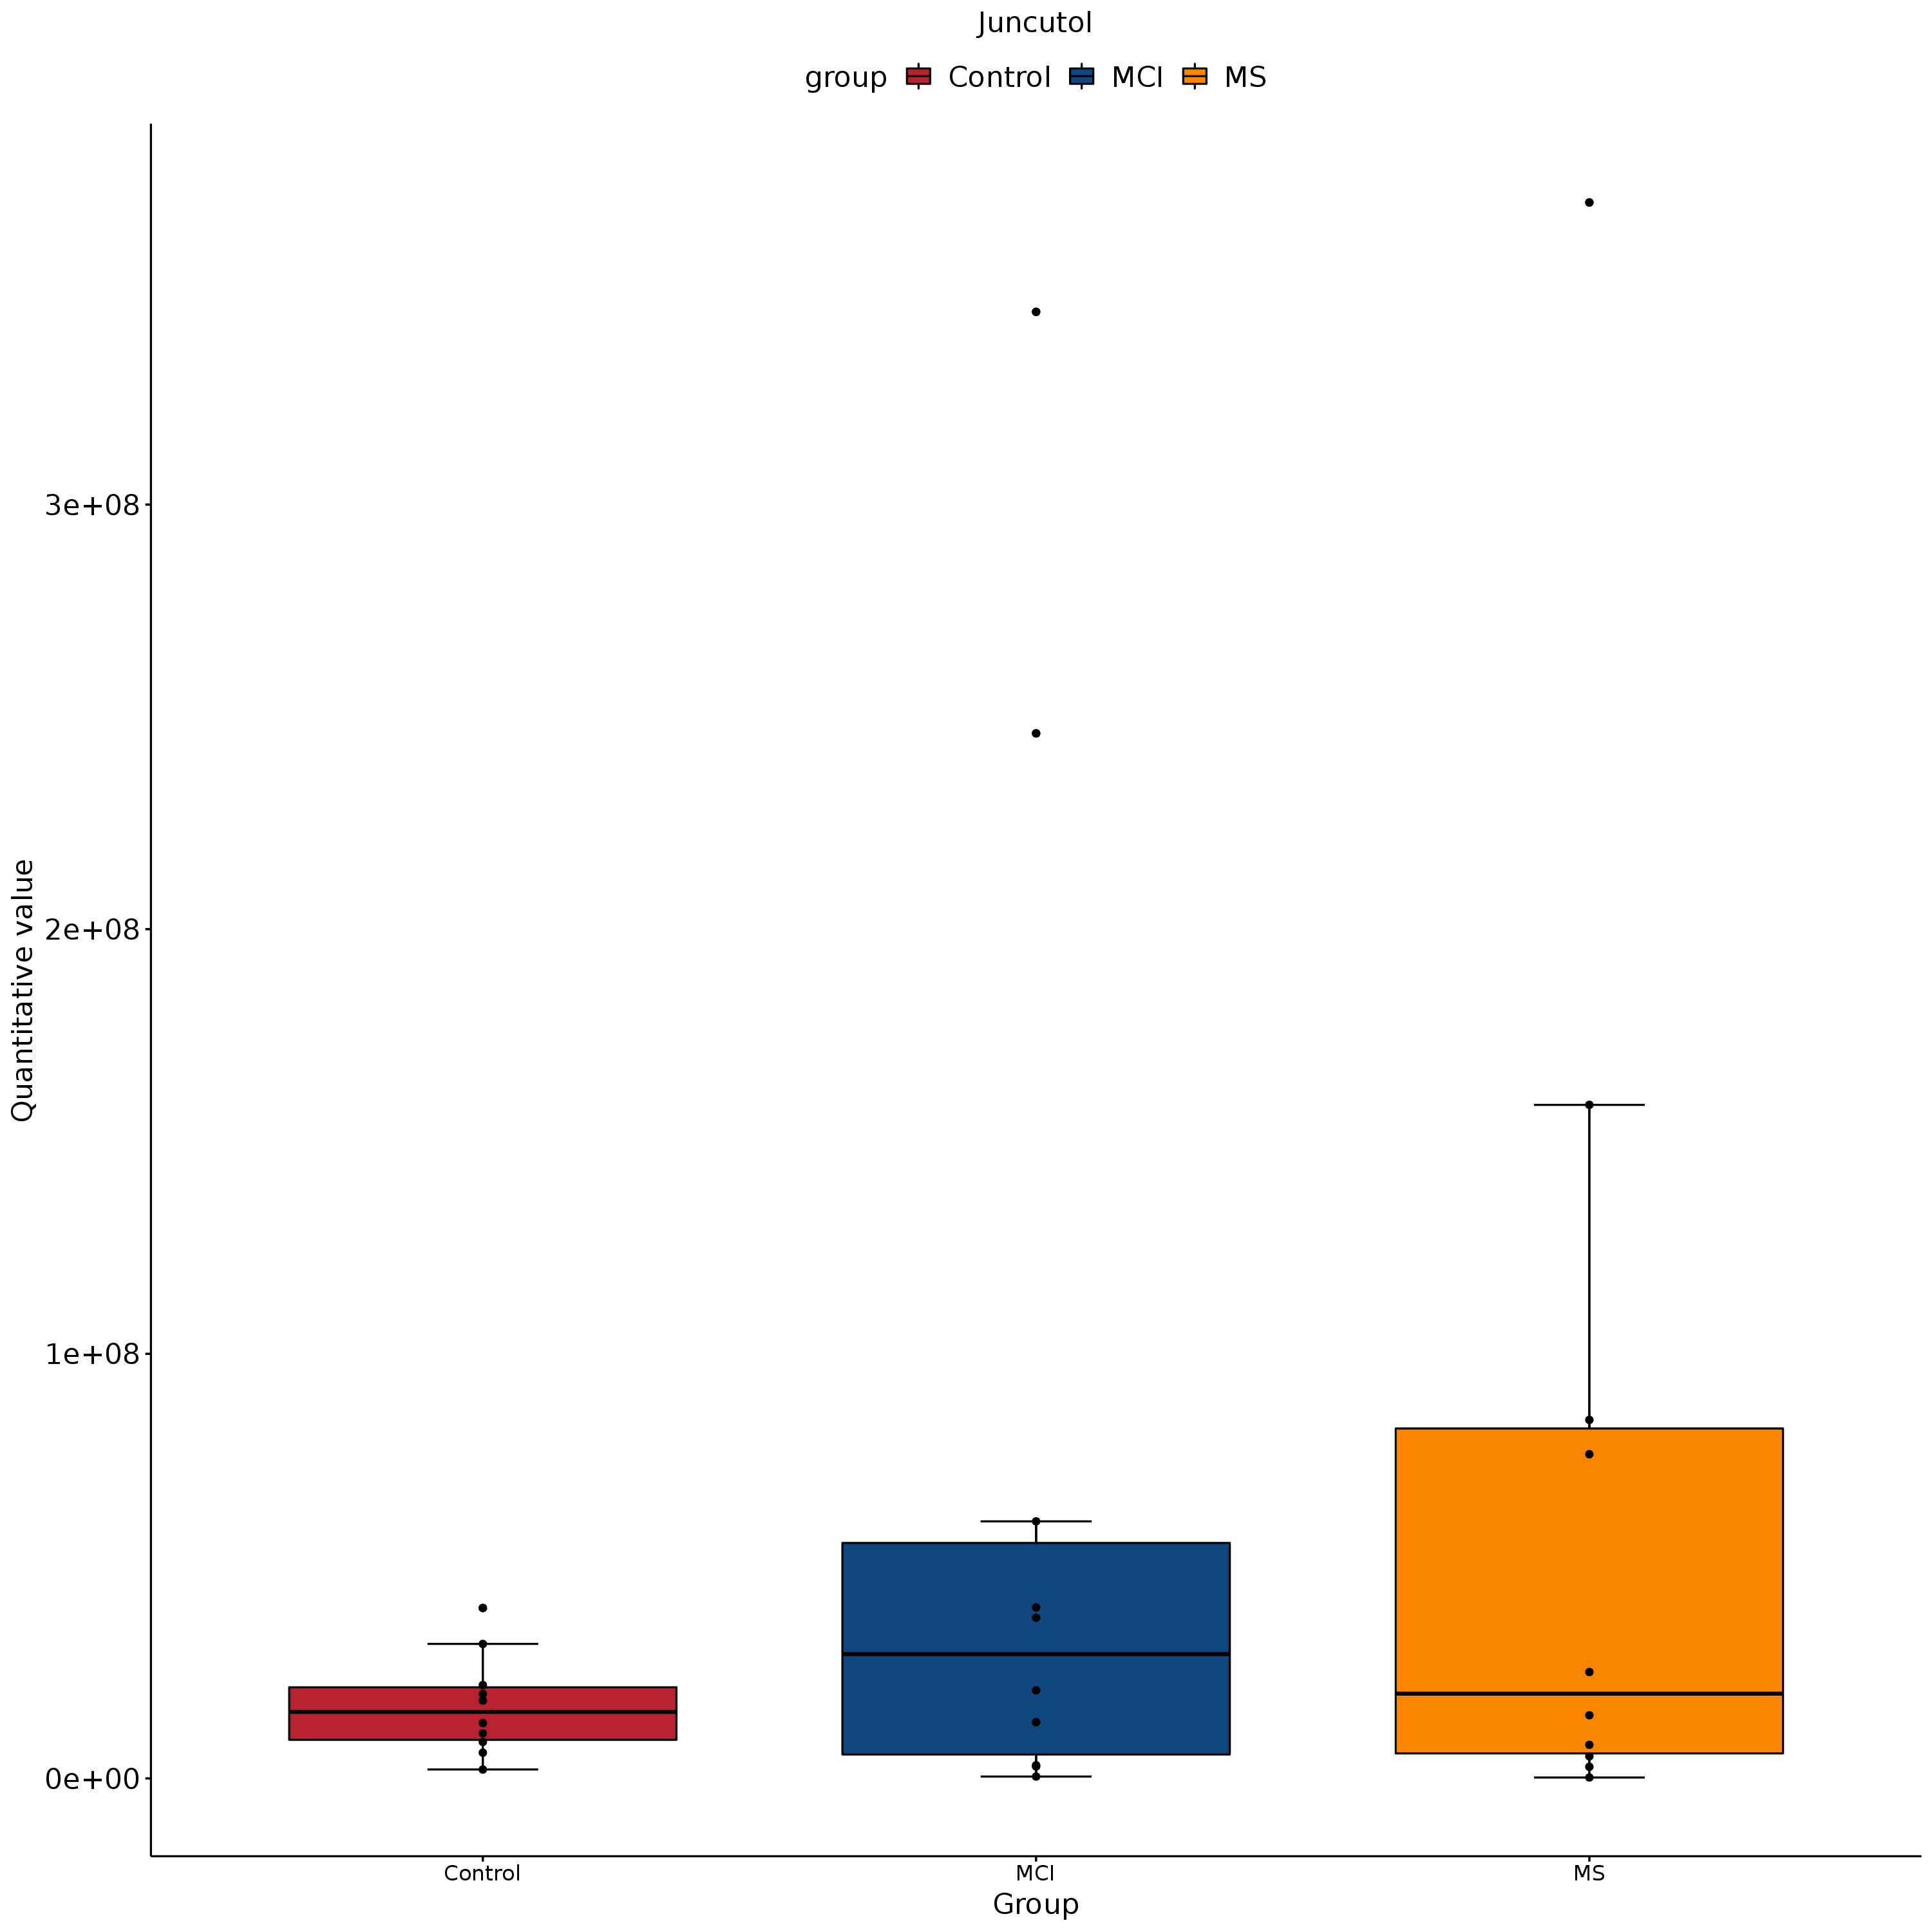 Juncutol
group Control MCI MS
Quantitative value
3e+08
2e+08
1e+08
0e+00
Control MCI MS
Group